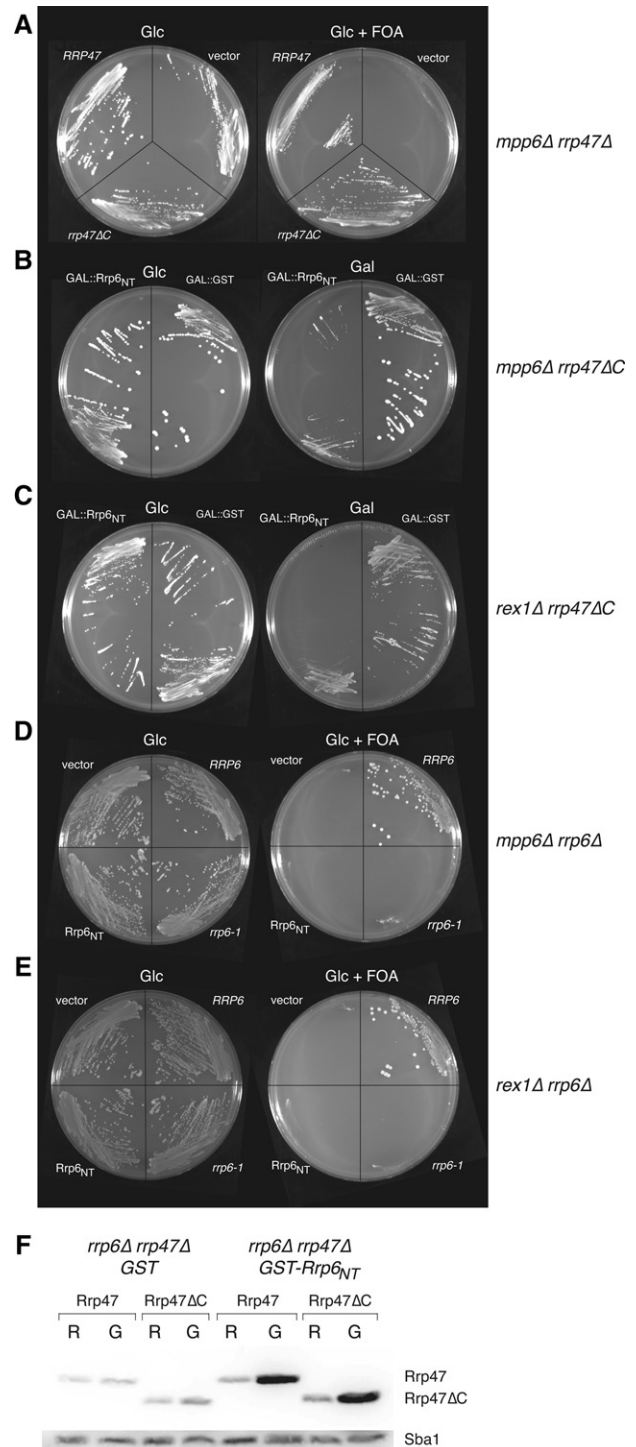 A
Glc
Glc + FOA
RRP47
vector
RRP47
vector
mpp6Δ rrp47Δ
rrp47ΔC
rrp47ΔC
B
GAL::Rrp6NT
Glc
GAL::GST
GAL::Rrp6NT
Gal
GAL::GST
mpp6Δ rrp47ΔC
C
GAL::Rrp6NT
Glc
GAL::GST
GAL::Rrp6NT
Gal
GAL::GST
rex1Δ rrp47ΔC
D
Glc
Glc + FOA
vector
RRP6
vector
RRP6
mpp6Δ rrp6Δ
Rrp6NT
rrp6-1
Rrp6NT
rrp6-1
E
Glc
Glc + FOA
vector
RRP6
vector
RRP6
rex1Δ rrp6Δ
Rrp6NT
rrp6-1
Rrp6NT
rrp6-1
F
rrp6Δ rrp47Δ
GST
rrp6Δ rrp47Δ
GST-Rrp6NT
Rrp47
Rrp47ΔC
Rrp47
Rrp47ΔC
R G R G R G R G
Rrp47
Rrp47ΔC
Sba1